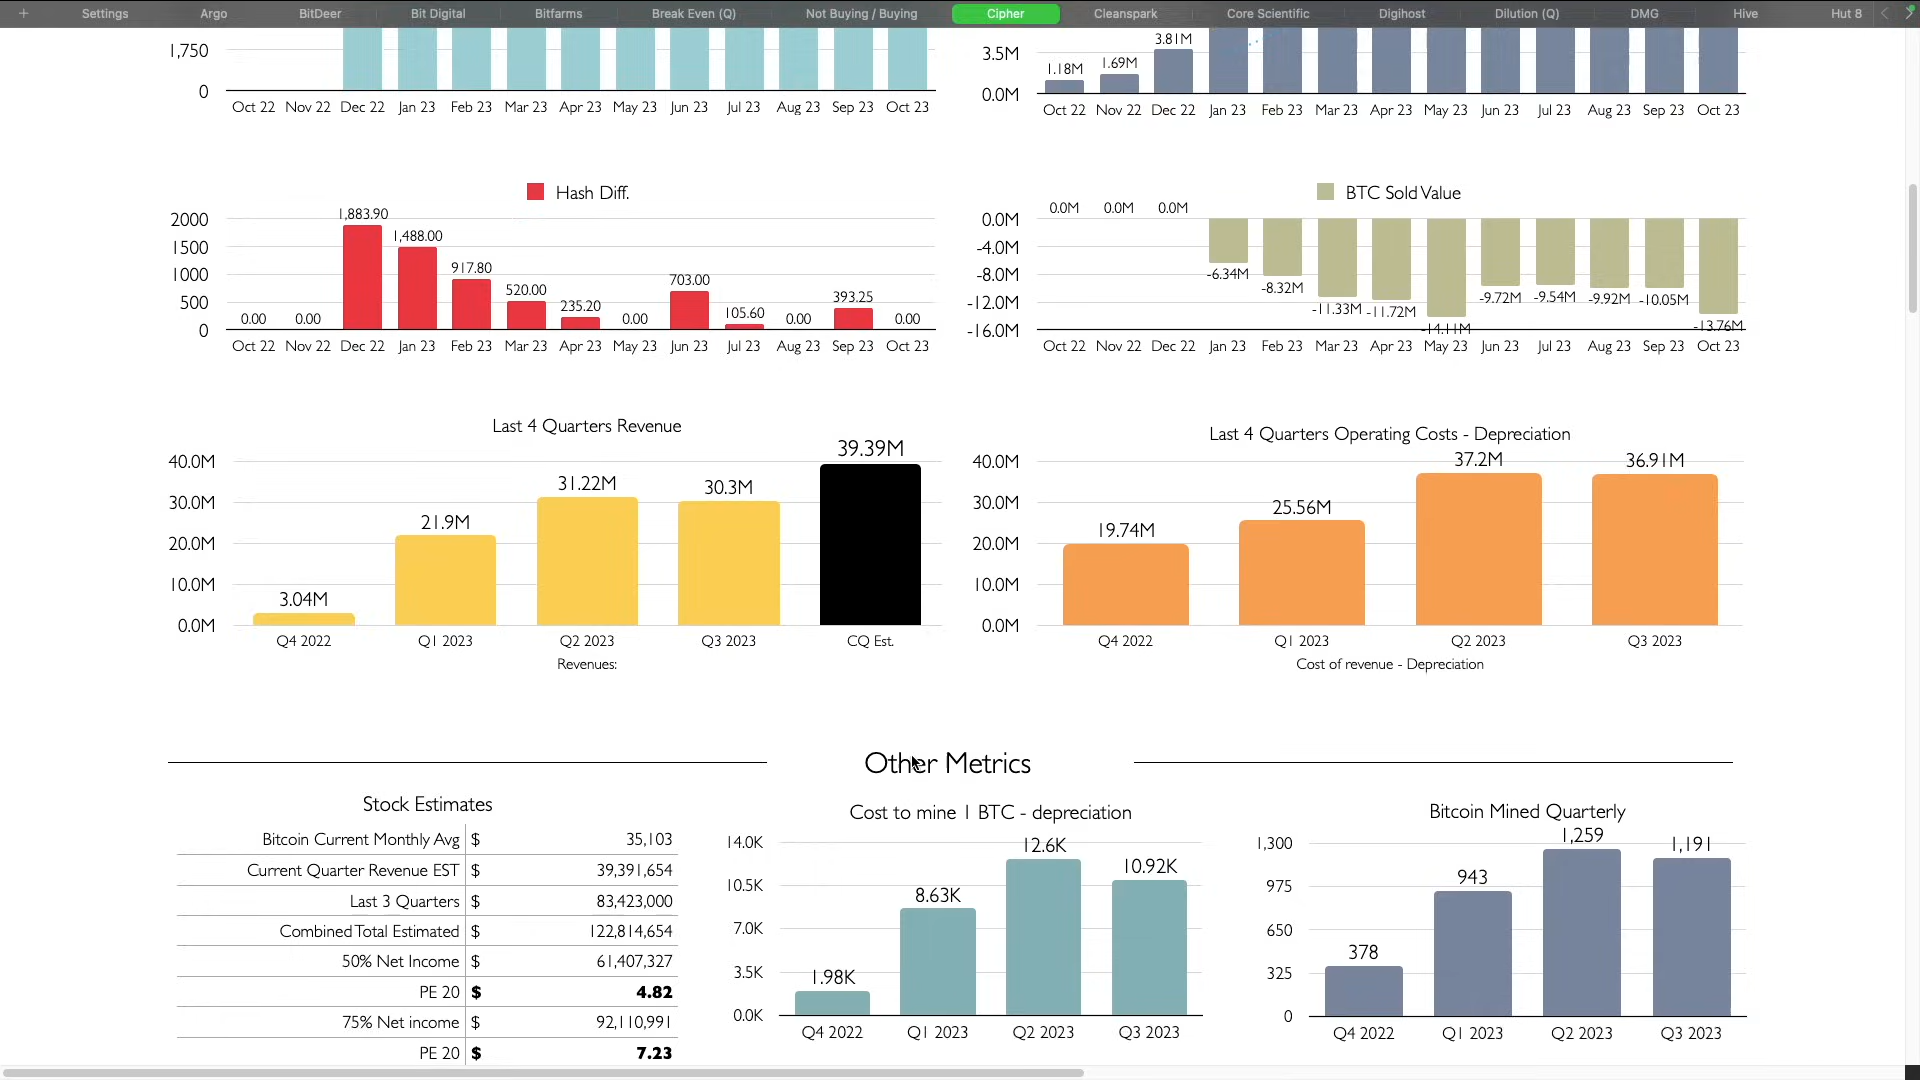 + Settings Argo BitDeer Bit Digital Bitfarms Break Even (Q) Not Buying / Buying Cipher Cleanspark Core Scientific Digihost Dilution (Q) DMG Hive Hut 8
1,750
0
Oct 22 Nov 22 Dec 22 Jan 23 Feb 23 Mar 23 Apr 23 May 23 Jun 23 Jul 23 Aug 23 Sep 23 Oct 23
3.5M
0.0M
1.18M 1.69M 3.81M
Oct 22 Nov 22 Dec 22 Jan 23 Feb 23 Mar 23 Apr 23 May 23 Jun 23 Jul 23 Aug 23 Sep 23 Oct 23
Hash Diff.
2000
1500
1000
500
0
0.00 0.00 1,883.90 1,488.00 917.80 520.00 235.20 0.00 703.00 105.60 0.00 393.25 0.00
Oct 22 Nov 22 Dec 22 Jan 23 Feb 23 Mar 23 Apr 23 May 23 Jun 23 Jul 23 Aug 23 Sep 23 Oct 23
BTC Sold Value
0.0M
-4.0M
-8.0M
-12.0M
-16.0M
0.0M 0.0M 0.0M -6.34M -8.32M -11.33M -11.72M -14.11M -9.72M -9.54M -9.92M -10.05M -13.76M
Oct 22 Nov 22 Dec 22 Jan 23 Feb 23 Mar 23 Apr 23 May 23 Jun 23 Jul 23 Aug 23 Sep 23 Oct 23
Last 4 Quarters Revenue
40.0M
30.0M
20.0M
10.0M
0.0M
3.04M 21.9M 31.22M 30.3M 39.39M
Q4 2022 Q1 2023 Q2 2023 Q3 2023 CQ Est.
Revenues:
Last 4 Quarters Operating Costs - Depreciation
40.0M
30.0M
20.0M
10.0M
0.0M
19.74M 25.56M 37.2M 36.91M
Q4 2022 Q1 2023 Q2 2023 Q3 2023
Cost of revenue - Depreciation
Other Metrics
Stock Estimates
Bitcoin Current Monthly Avg $ 35,103
Current Quarter Revenue EST $ 39,391,654
Last 3 Quarters $ 83,423,000
Combined Total Estimated $ 122,814,654
50% Net Income $ 61,407,327
PE 20 $ 4.82
75% Net income $ 92,110,991
PE 20 $ 7.23
Cost to mine 1 BTC - depreciation
14.0K
10.5K
7.0K
3.5K
0.0K
1.98K 8.63K 12.6K 10.92K
Q4 2022 Q1 2023 Q2 2023 Q3 2023
Bitcoin Mined Quarterly
1,300
975
650
325
0
378 943 1,259 1,191
Q4 2022 Q1 2023 Q2 2023 Q3 2023